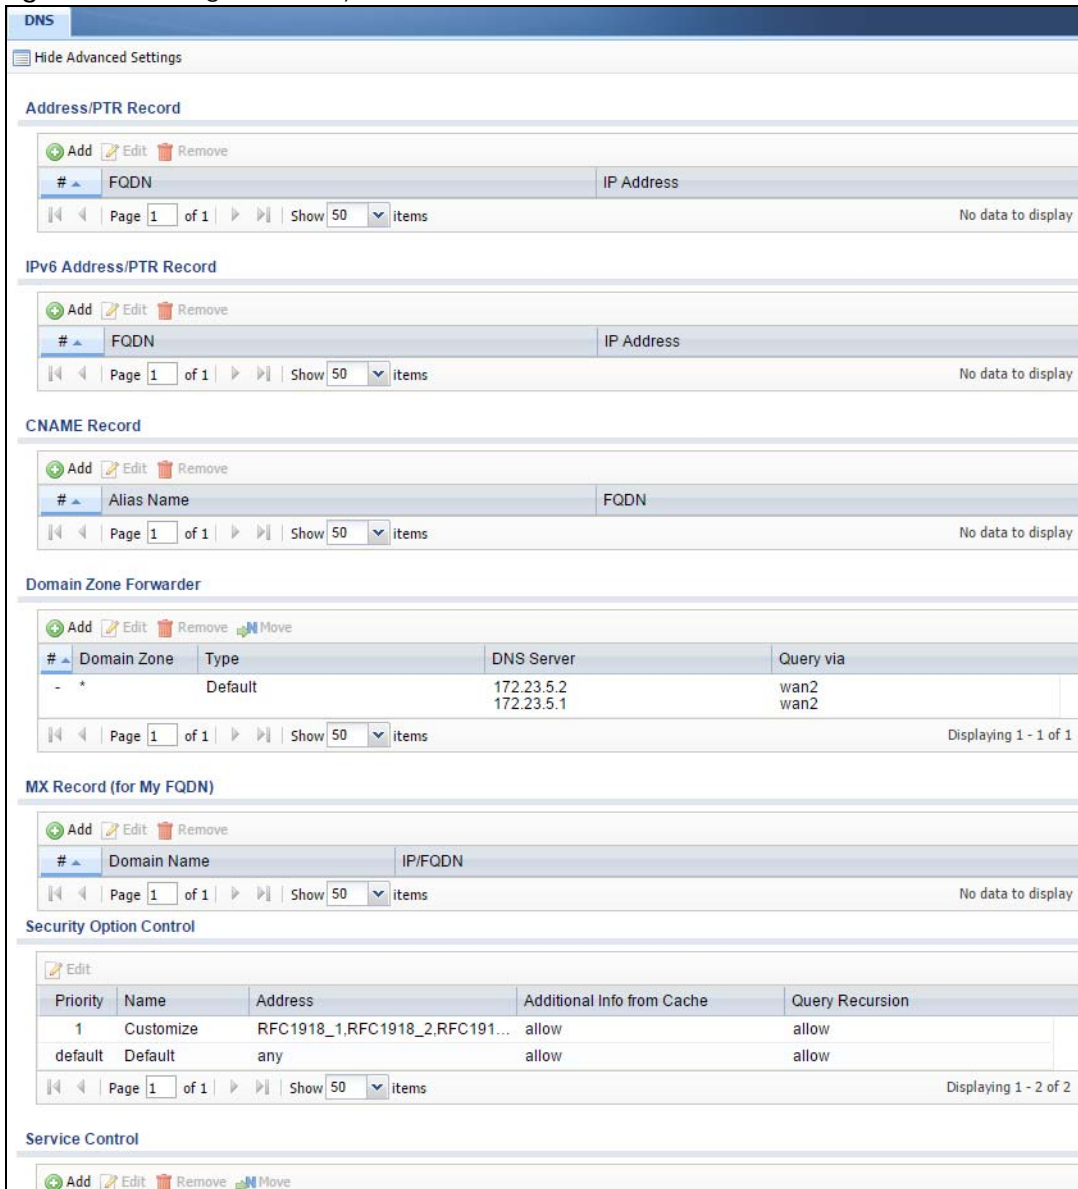 DNS
Hide Advanced Settings
Address/PTR Record
Add Edit Remove
# FQDN IP Address
Page 1 of 1 Show 50 items No data to display
IPv6 Address/PTR Record
Add Edit Remove
# FQDN IP Address
Page 1 of 1 Show 50 items No data to display
CNAME Record
Add Edit Remove
# Alias Name FQDN
Page 1 of 1 Show 50 items No data to display
Domain Zone Forwarder
Add Edit Remove Move
# Domain Zone Type DNS Server Query via
- * Default 172.23.5.2 wan2
172.23.5.1 wan2
Page 1 of 1 Show 50 items Displaying 1 - 1 of 1
MX Record (for My FQDN)
Add Edit Remove
# Domain Name IP/FQDN
Page 1 of 1 Show 50 items No data to display
Security Option Control
Edit
Priority Name Address Additional Info from Cache Query Recursion
1 Customize RFC1918_1,RFC1918_2,RFC191... allow allow
default Default any allow allow
Page 1 of 1 Show 50 items Displaying 1 - 2 of 2
Service Control
Add Edit Remove Move